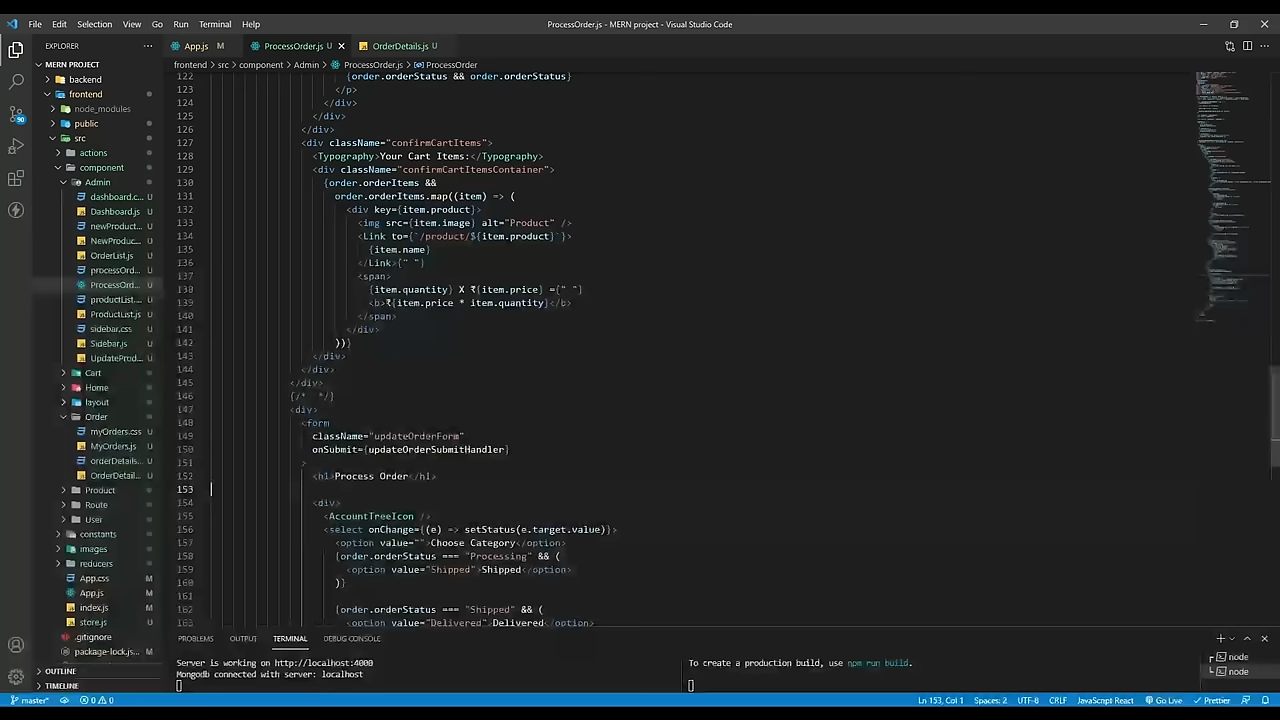 File Edit Selection View Go Run Terminal Help
ProcessOrder.js - MERN project - Visual Studio Code
EXPLORER
App.js M
ProcessOrder.js U
OrderDetails.js U
MERN PROJECT
frontend > src > component > Admin > ProcessOrder.js > ProcessOrder
backend
frontend
node_modules
public
src
actions
component
Admin
dashboard.c... U
Dashboard.js U
newProduc... U
NewProduc... U
OrderList.js U
processOrd... U
ProcessOrd... U
productList.... U
ProductList.js U
sidebar.css U
Sidebar.js U
UpdateProd... U
Cart
Home
layout
Order
myOrders.css U
MyOrders.js U
orderDetails... U
OrderDetail... U
Product
Route
User
constants
images
reducers
App.css M
App.js M
index.js M
store.js U
.gitignore
package-lock.js... M
OUTLINE
TIMELINE
122 {order.orderStatus && order.orderStatus}
123 </p>
124 </div>
125 </div>
126 </div>
127 <div className="confirmCartItems">
128 <Typography>Your Cart Items:</Typography>
129 <div className="confirmCartItemsContainer">
130 {order.orderItems &&
131 order.orderItems.map((item) => (
132 <div key={item.product}>
133 <img src={item.image} alt="Product" />
134 <Link to={`/product/${item.product}`}>
135 {item.name}
136 </Link>{" "}
137 <span>
138 {item.quantity} X ₹{item.price} ={" "}
139 <b>₹{item.price * item.quantity}</b>
140 </span>
141 </div>
142 ))}
143 </div>
144 </div>
145 </div>
146 {/* */}
147 <div>
148 <form
149 className="updateOrderForm"
150 onSubmit={updateOrderSubmitHandler}
151 >
152 <h1>Process Order</h1>
153
154 <div>
155 <AccountTreeIcon />
156 <select onChange={(e) => setStatus(e.target.value)}>
157 <option value="">Choose Category</option>
158 {order.orderStatus === "Processing" && (
159 <option value="Shipped">Shipped</option>
160 )}
161
162 {order.orderStatus === "Shipped" && (
163 <option value="Delivered">Delivered</option>
PROBLEMS OUTPUT TERMINAL DEBUG CONSOLE
Server is working on http://localhost:4000
Mongodb connected with server: localhost
To create a production build, use npm run build.
node
node
master* 0 0
Ln 153, Col 1 Spaces: 2 UTF-8 CRLF JavaScript React Go Live Prettier